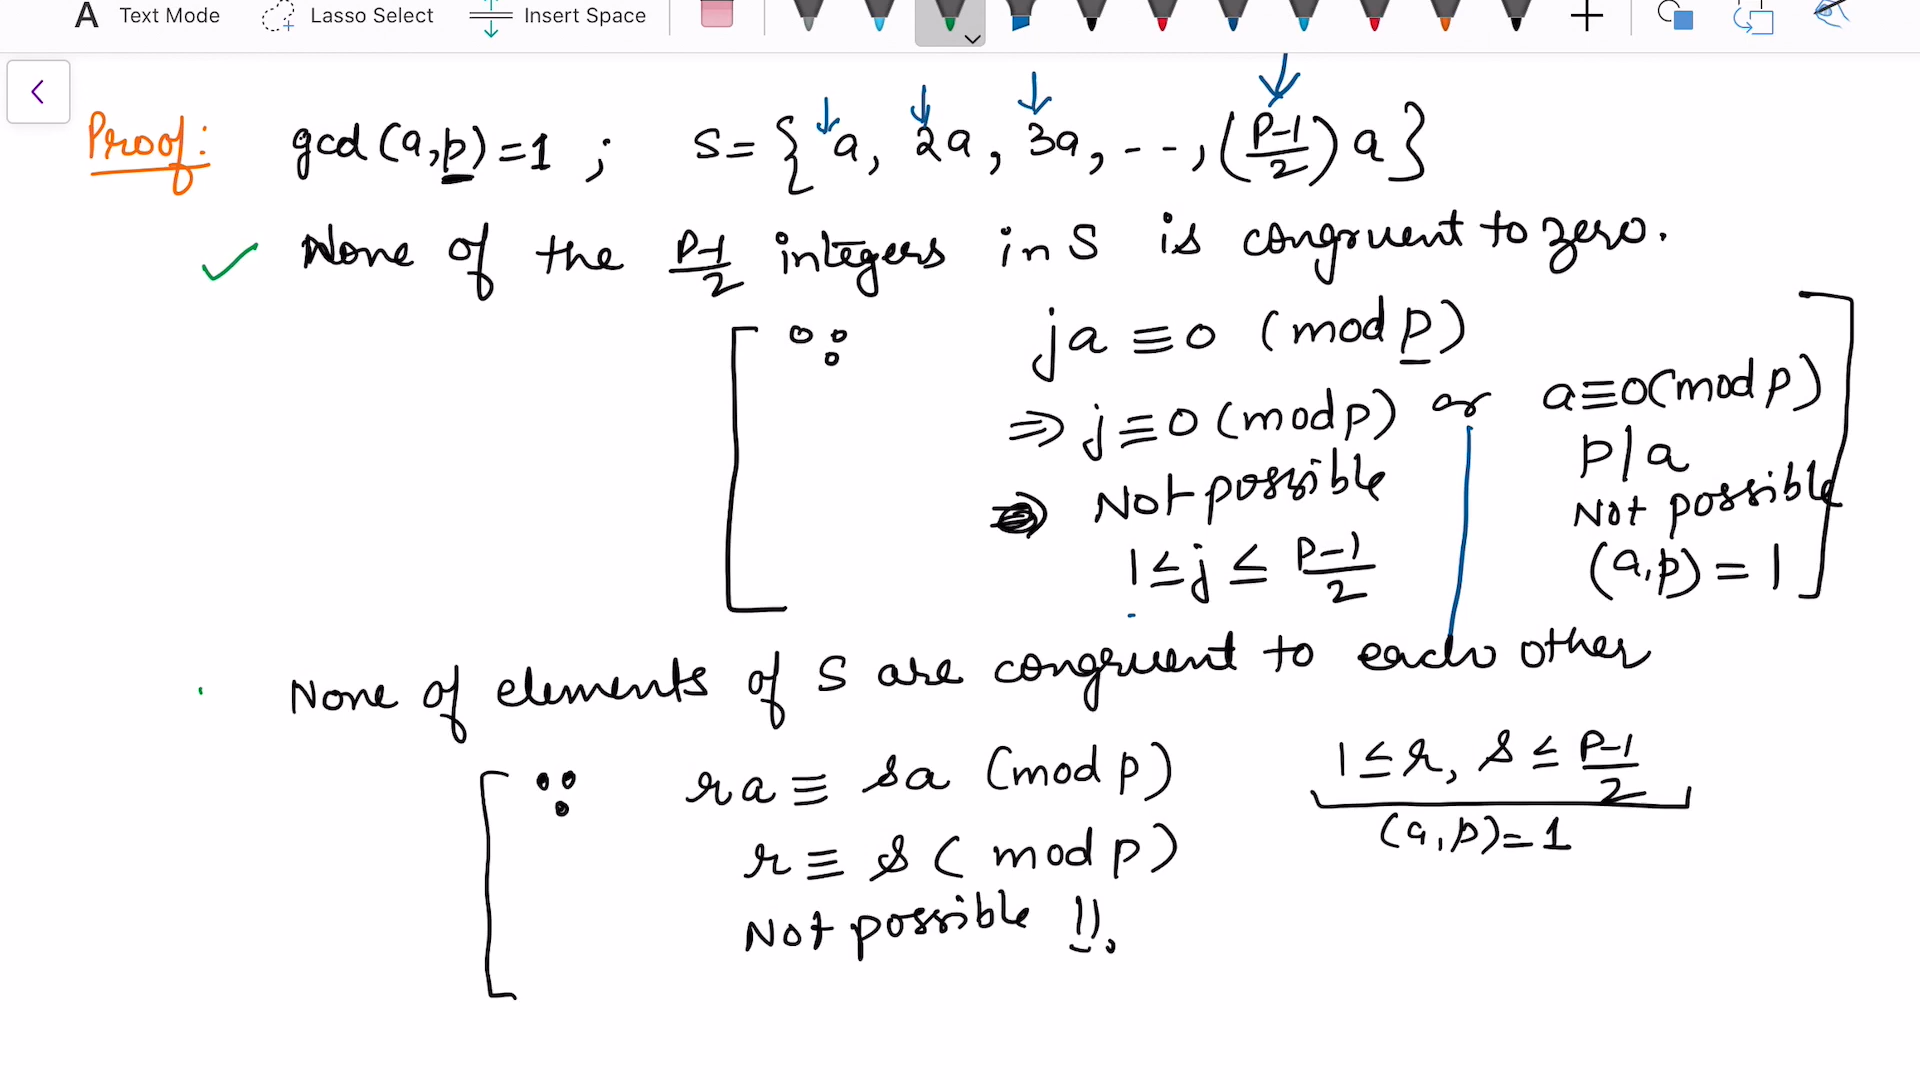 A Text Mode Lasso Select Insert Space
Proof: gcd(a,p)=1 ; S={a, 2a, 3a, --, (P-1/2) a}
None of the P-1/2 integers in S is congruent to zero.
∵ ja ≡ 0 (mod p)
⇒ j ≡ 0 (mod p) or a≡0(mod p)
p|a
Not possible Not possible
1≤j≤ P-1/2 (a,p) = 1
None of elements of S are congruent to each other
∵ ra ≡ sa (mod p) 1≤r, s≤ P-1/2
r ≡ s (mod p) (a,p)=1
Not possible !!.